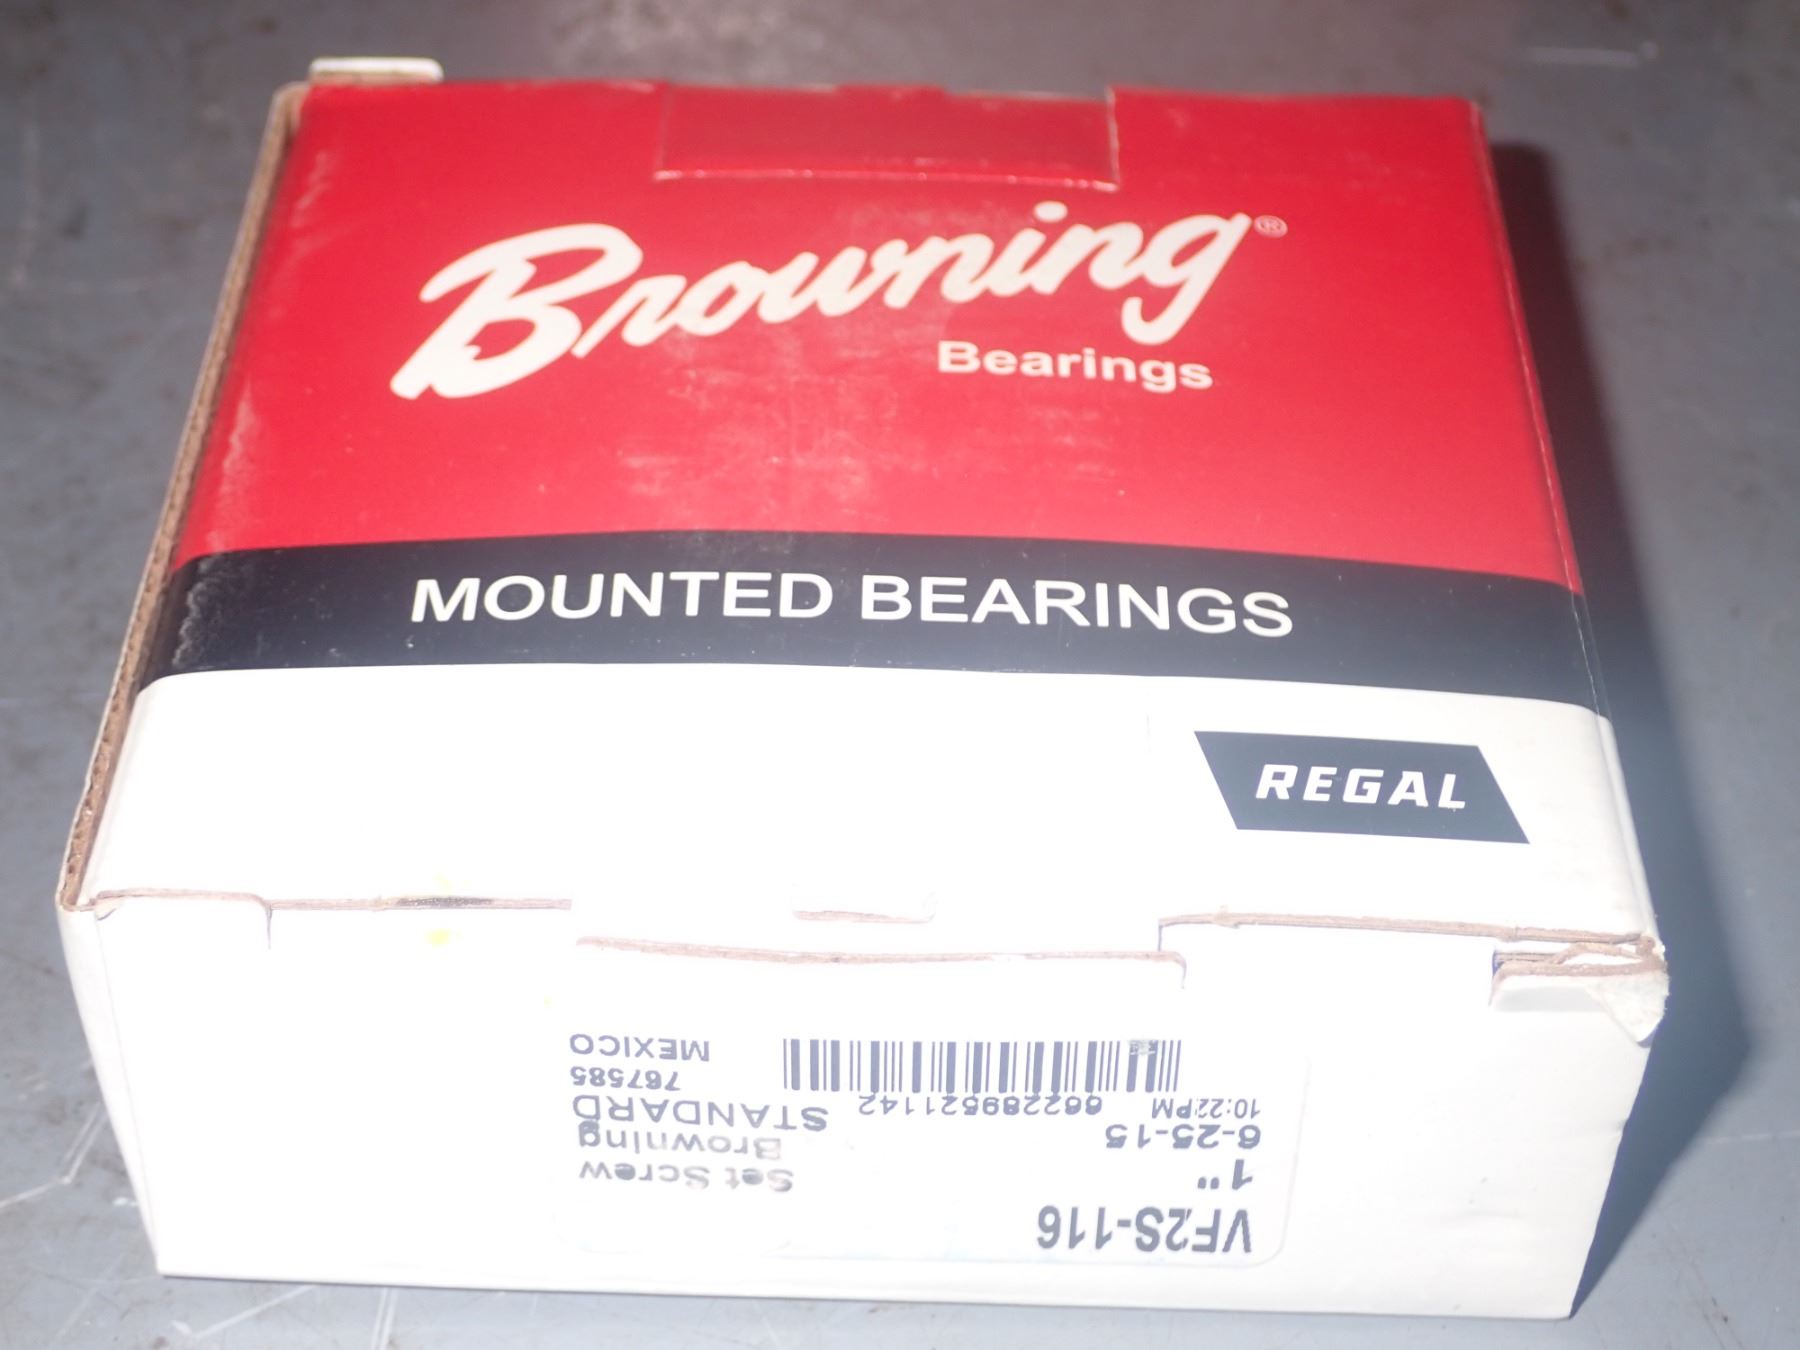 Browning®
Bearings
MOUNTED BEARINGS
REGAL
VF2S-116
1" Set Screw
6-25-15 Browning
10:22PM 662289521142 STANDARD
767585
MEXICO